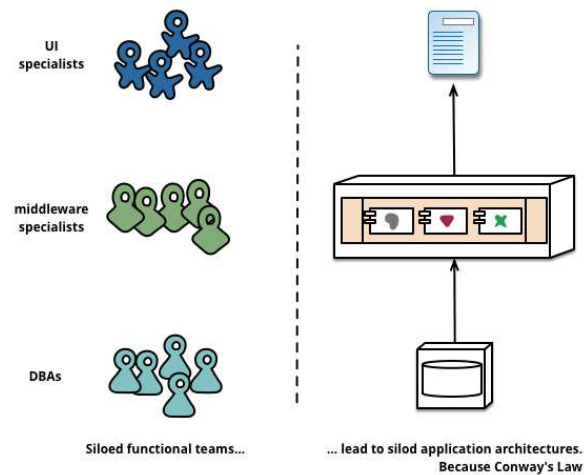 UI
specialists
middleware
specialists
DBAs
Siloed functional teams...
... lead to silod application architectures.
Because Conway's Law